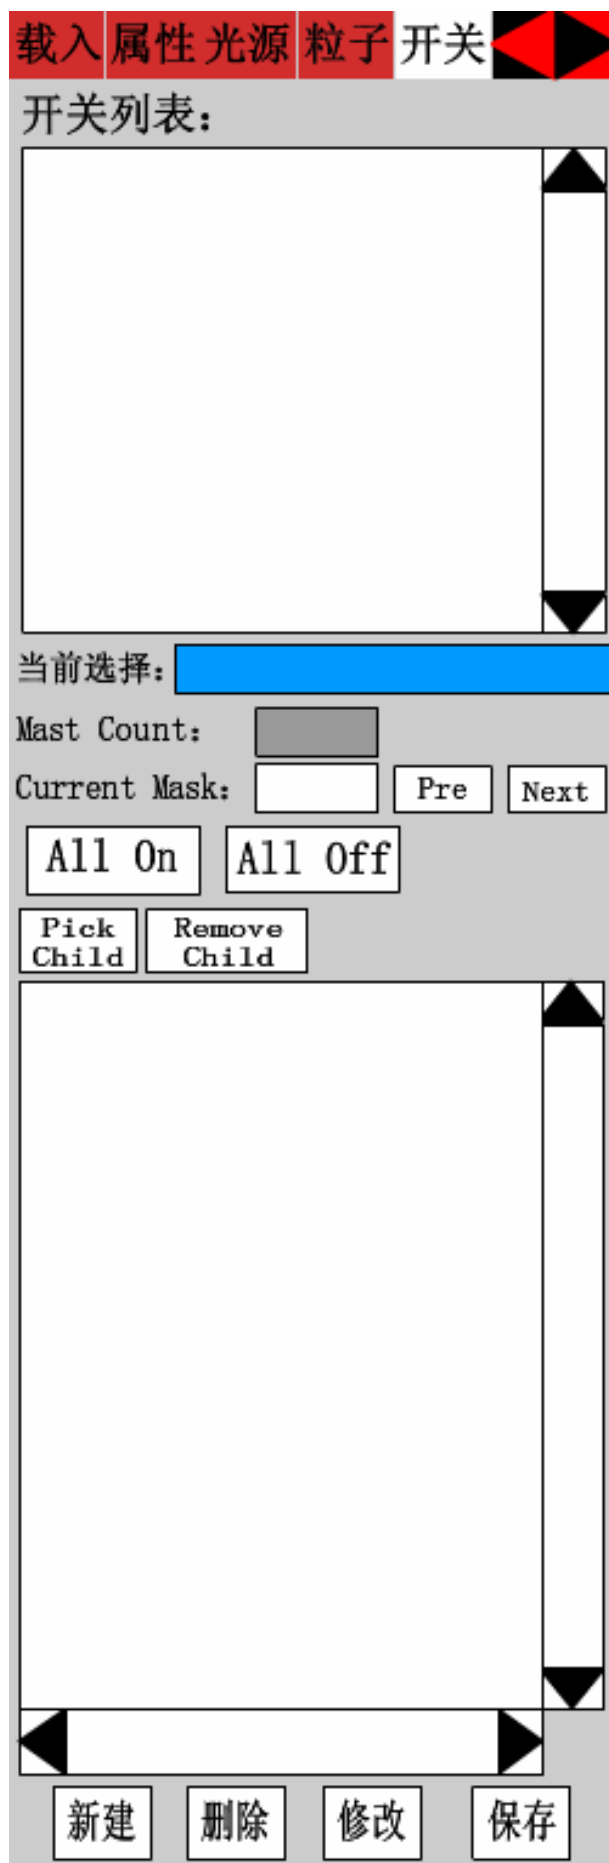 载入 属性 光源 粒子 开关
开关列表：
当前选择：
Mast Count：
Current Mask： Pre Next
All On All Off
Pick Remove
Child Child
新建 删除 修改 保存